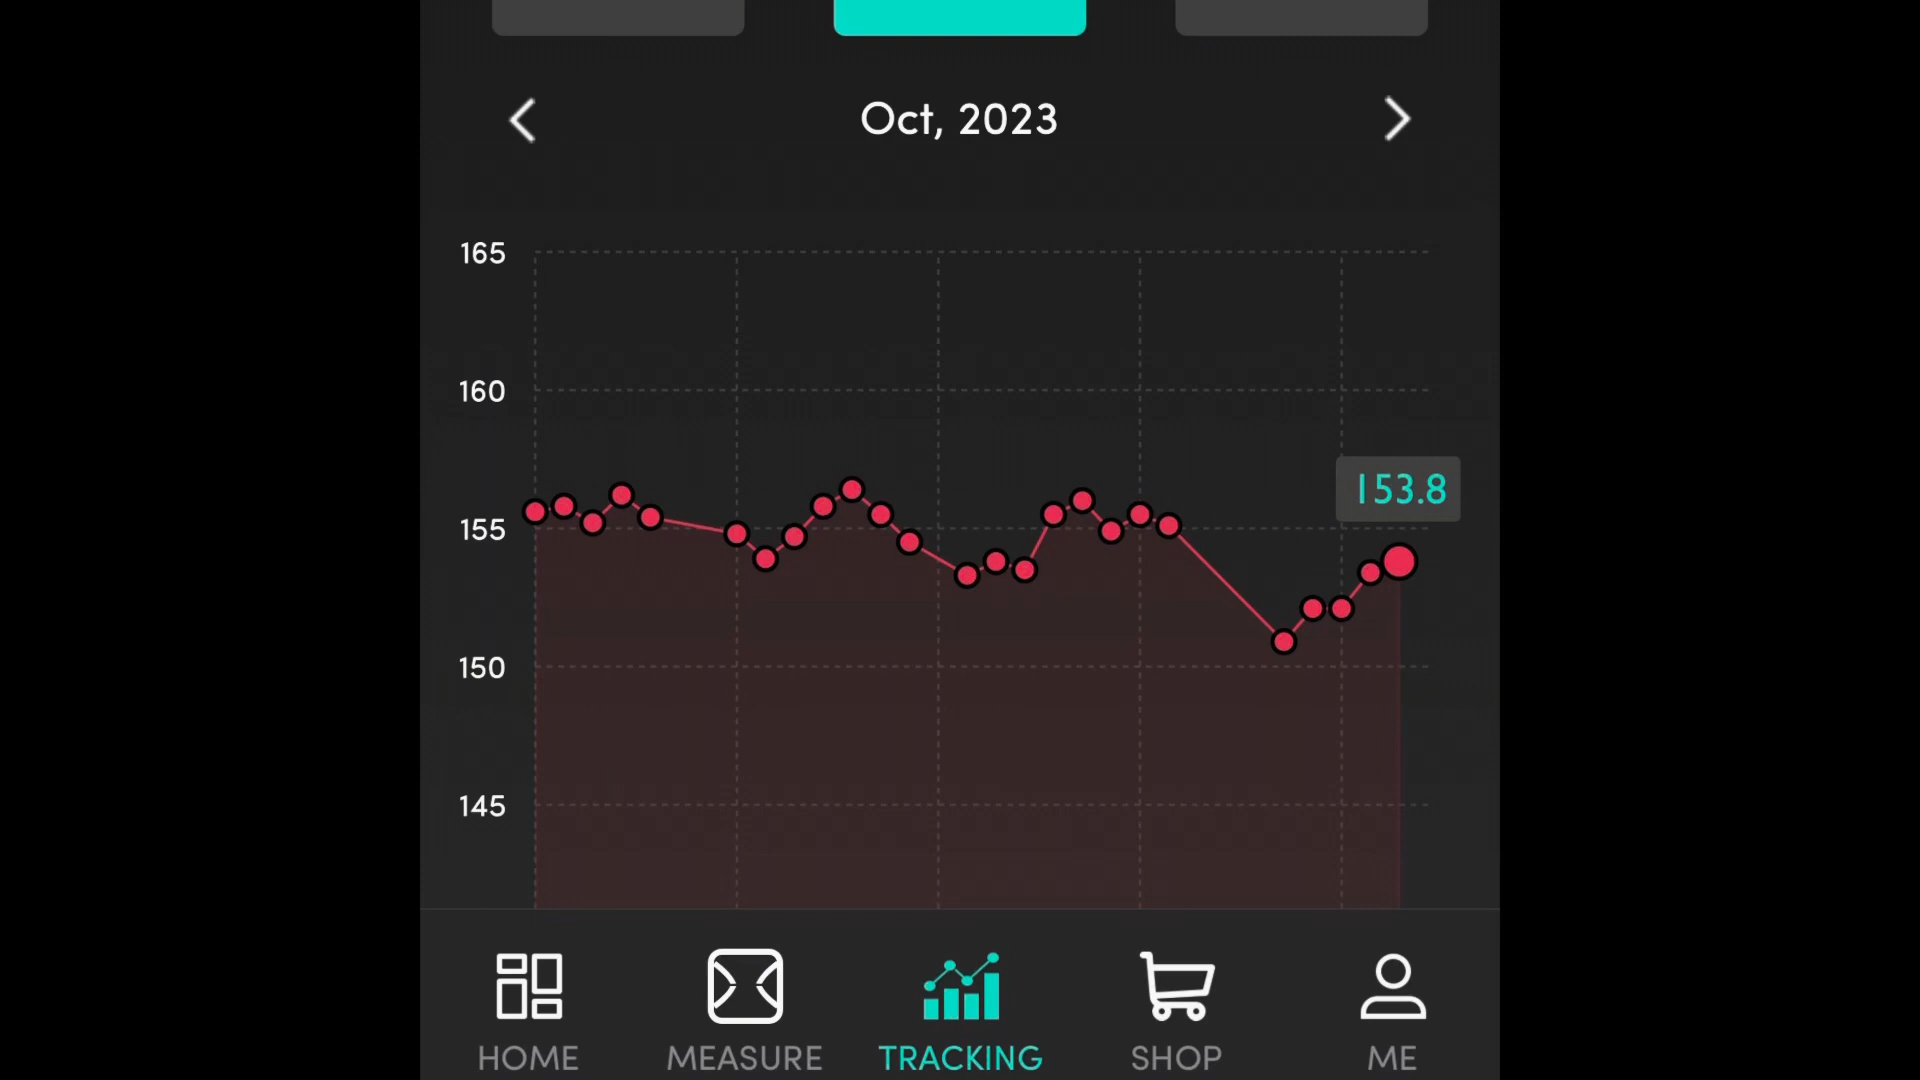 Oct, 2023
165
160
153.8
155
150
145
HOME
MEASURE
TRACKING
SHOP
ME